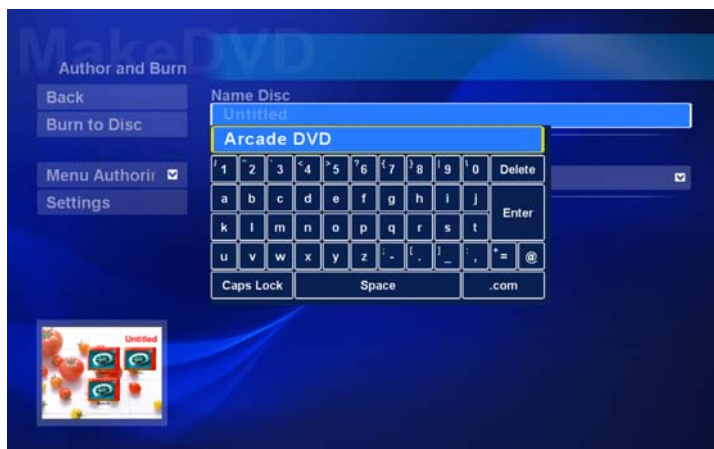 MakeDVD
Author and Burn
Back
Burn to Disc
Menu Authorir
Settings
Name Disc
Untitled
Arcade DVD
1 2 3 4 5 6 7 8 9 0 Delete
a b c d e f g h i j
Enter
k l m n o p q r s t
u v w x y z - . _ , = @
Caps Lock Space .com
Untitled